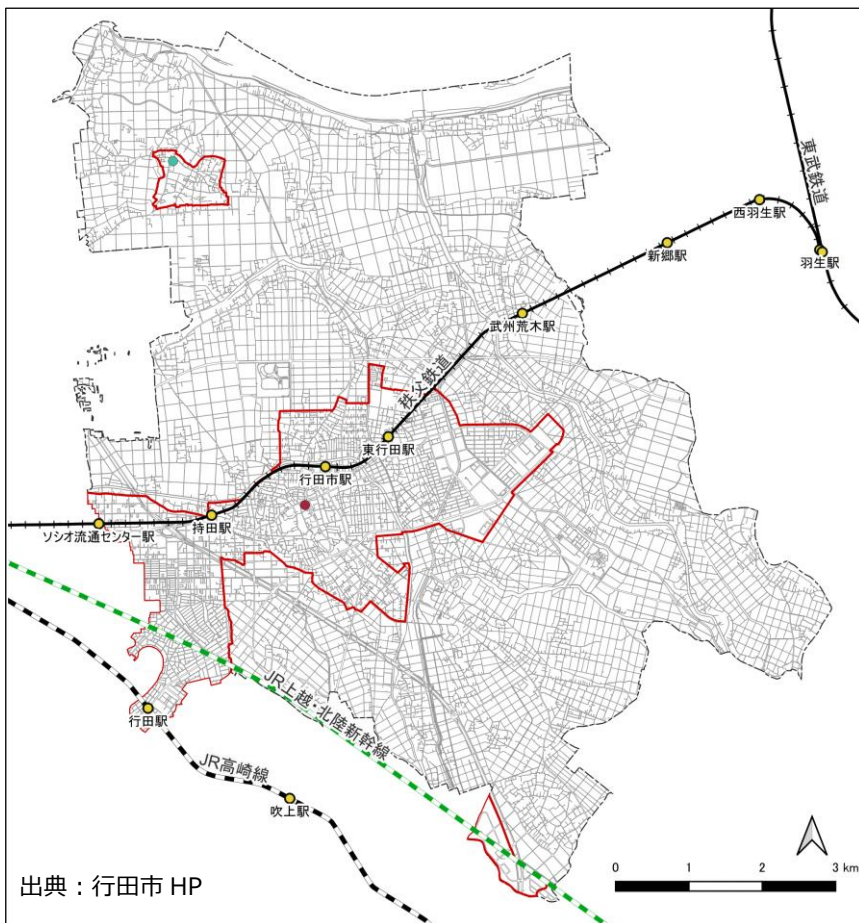 東武鉄道
西羽生駅
新郷駅
羽生駅
武州荒木駅
秩父鉄道
東行田駅
行田市駅
持田駅
ソシオ流通センター駅
JR上越・北陸新幹線
行田駅
JR高崎線
吹上駅
0 1 2 3 km
出典：行田市 HP